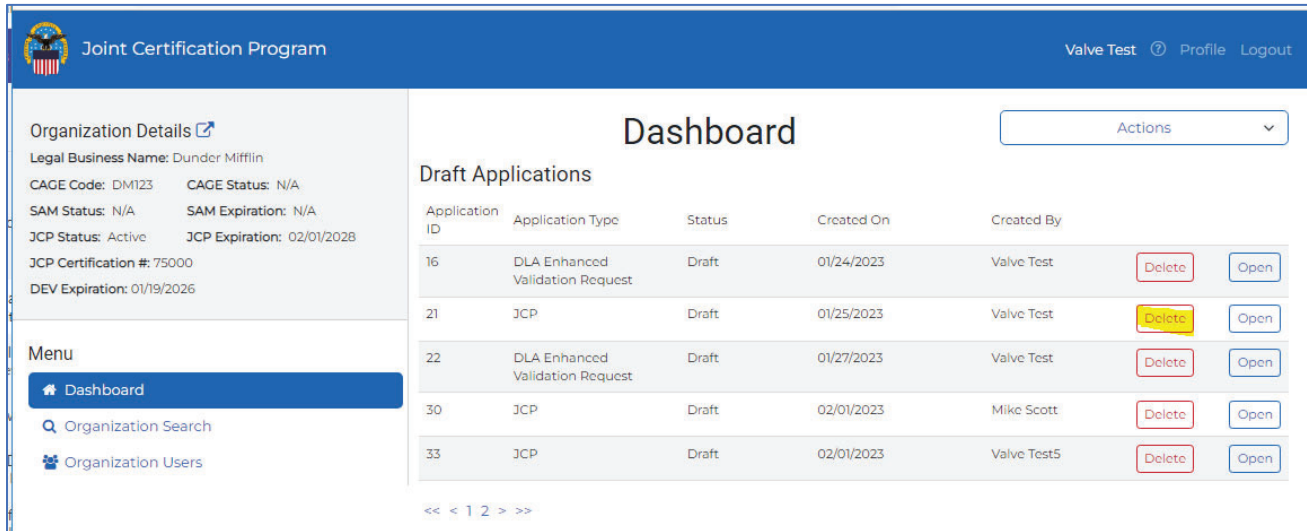 Joint Certification Program
Valve Test ? Profile Logout
Organization Details
Legal Business Name: Dunder Mifflin
CAGE Code: DM123 CAGE Status: N/A
SAM Status: N/A SAM Expiration: N/A
JCP Status: Active JCP Expiration: 02/01/2028
JCP Certification #: 75000
DEV Expiration: 01/19/2026
Menu
Dashboard
Organization Search
Organization Users
Dashboard
Actions
Draft Applications
Application ID Application Type Status Created On Created By
16 DLA Enhanced Validation Request Draft 01/24/2023 Valve Test Delete Open
21 JCP Draft 01/25/2023 Valve Test Delete Open
22 DLA Enhanced Validation Request Draft 01/27/2023 Valve Test Delete Open
30 JCP Draft 02/01/2023 Mike Scott Delete Open
33 JCP Draft 02/01/2023 Valve Test5 Delete Open
<< < 1 2 > >>